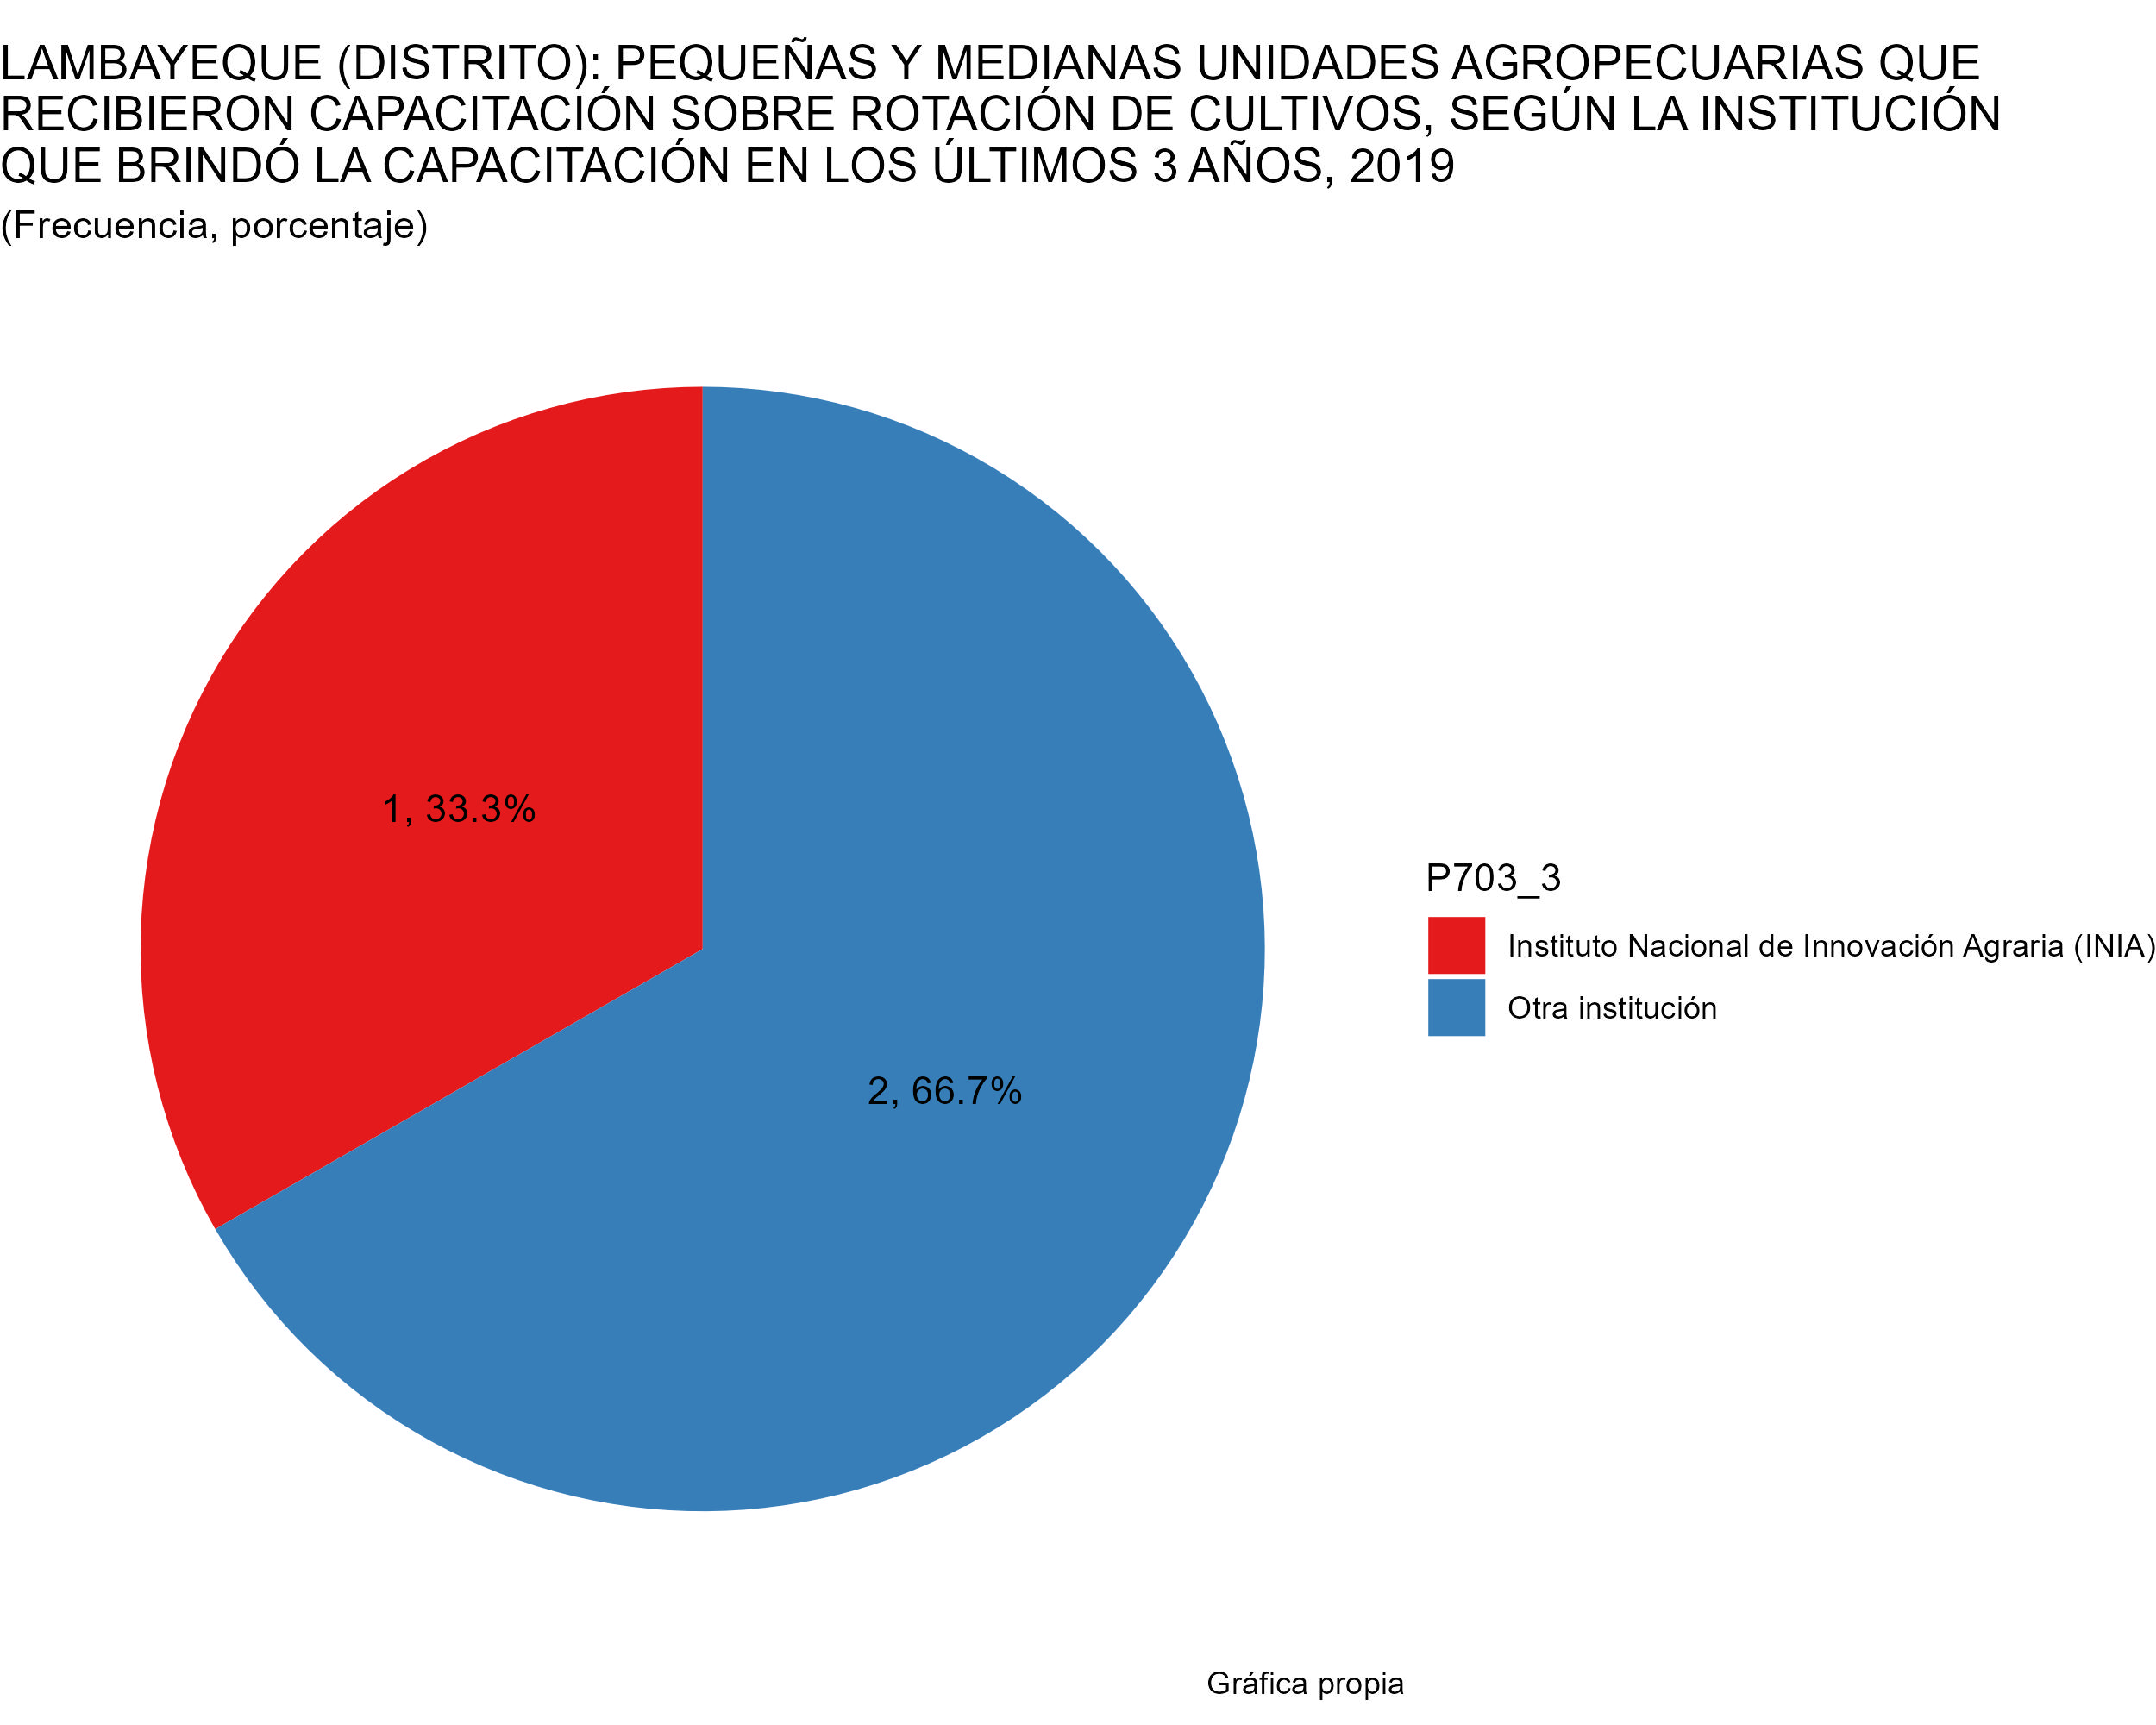 LAMBAYEQUE (DISTRITO): PEQUEÑAS Y MEDIANAS UNIDADES AGROPECUARIAS QUE
RECIBIERON CAPACITACIÓN SOBRE ROTACIÓN DE CULTIVOS, SEGÚN LA INSTITUCIÓN
QUE BRINDÓ LA CAPACITACIÓN EN LOS ÚLTIMOS 3 AÑOS, 2019
(Frecuencia, porcentaje)
1, 33.3%
2, 66.7%
P703_3
Instituto Nacional de Innovación Agraria (INIA)
Otra institución
Gráfica propia